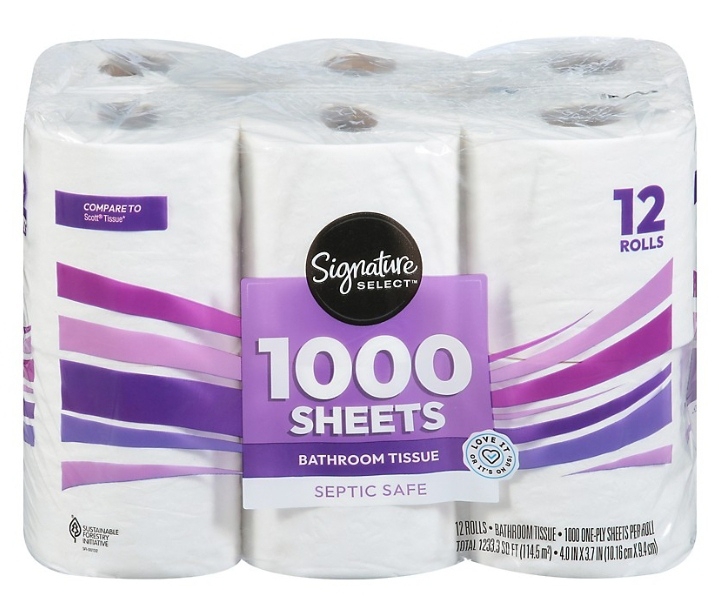 COMPARE TO
Scott® Tissue*
12
ROLLS
Signature
SELECT™
1000
SHEETS
BATHROOM TISSUE
SEPTIC SAFE
LOVE IT
OR IT'S ON US!
SUSTAINABLE
FORESTRY
INITIATIVE
12 ROLLS • BATHROOM TISSUE • 1000 ONE-PLY SHEETS PER ROLL
TOTAL 1233.3 SQ FT (114.5 m²) • 4.0 IN X 3.7 IN (10.16 cm X 9.4 cm)